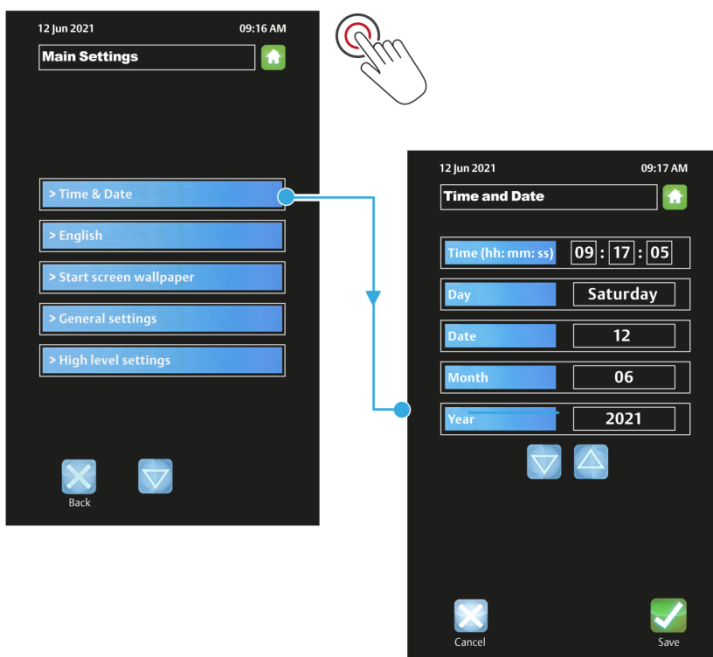 12 Jun 2021 09:16 AM
Main Settings
> Time & Date
> English
> Start screen wallpaper
> General settings
> High level settings
Back
12 Jun 2021 09:17 AM
Time and Date
Time (hh: mm: ss) 09 : 17 : 05
Day Saturday
Date 12
Month 06
Year 2021
Cancel Save